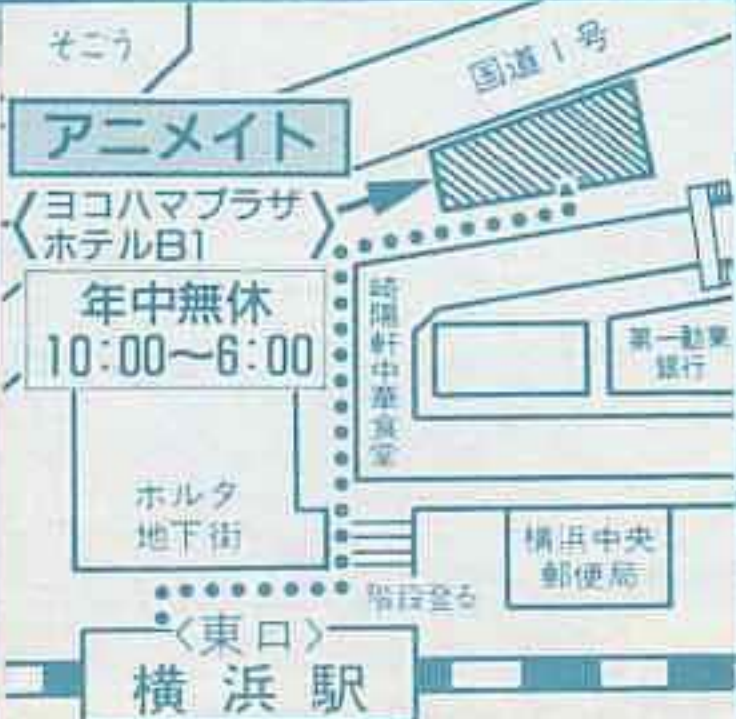 そごう
国道1号
アニメイト
ヨコハマプラザ
ホテルB1
年中無休
10:00〜6:00
崎陽軒中華食堂
第一勧業
銀行
ポルタ
地下街
横浜中央
郵便局
階段登る
〈東口〉
横浜駅